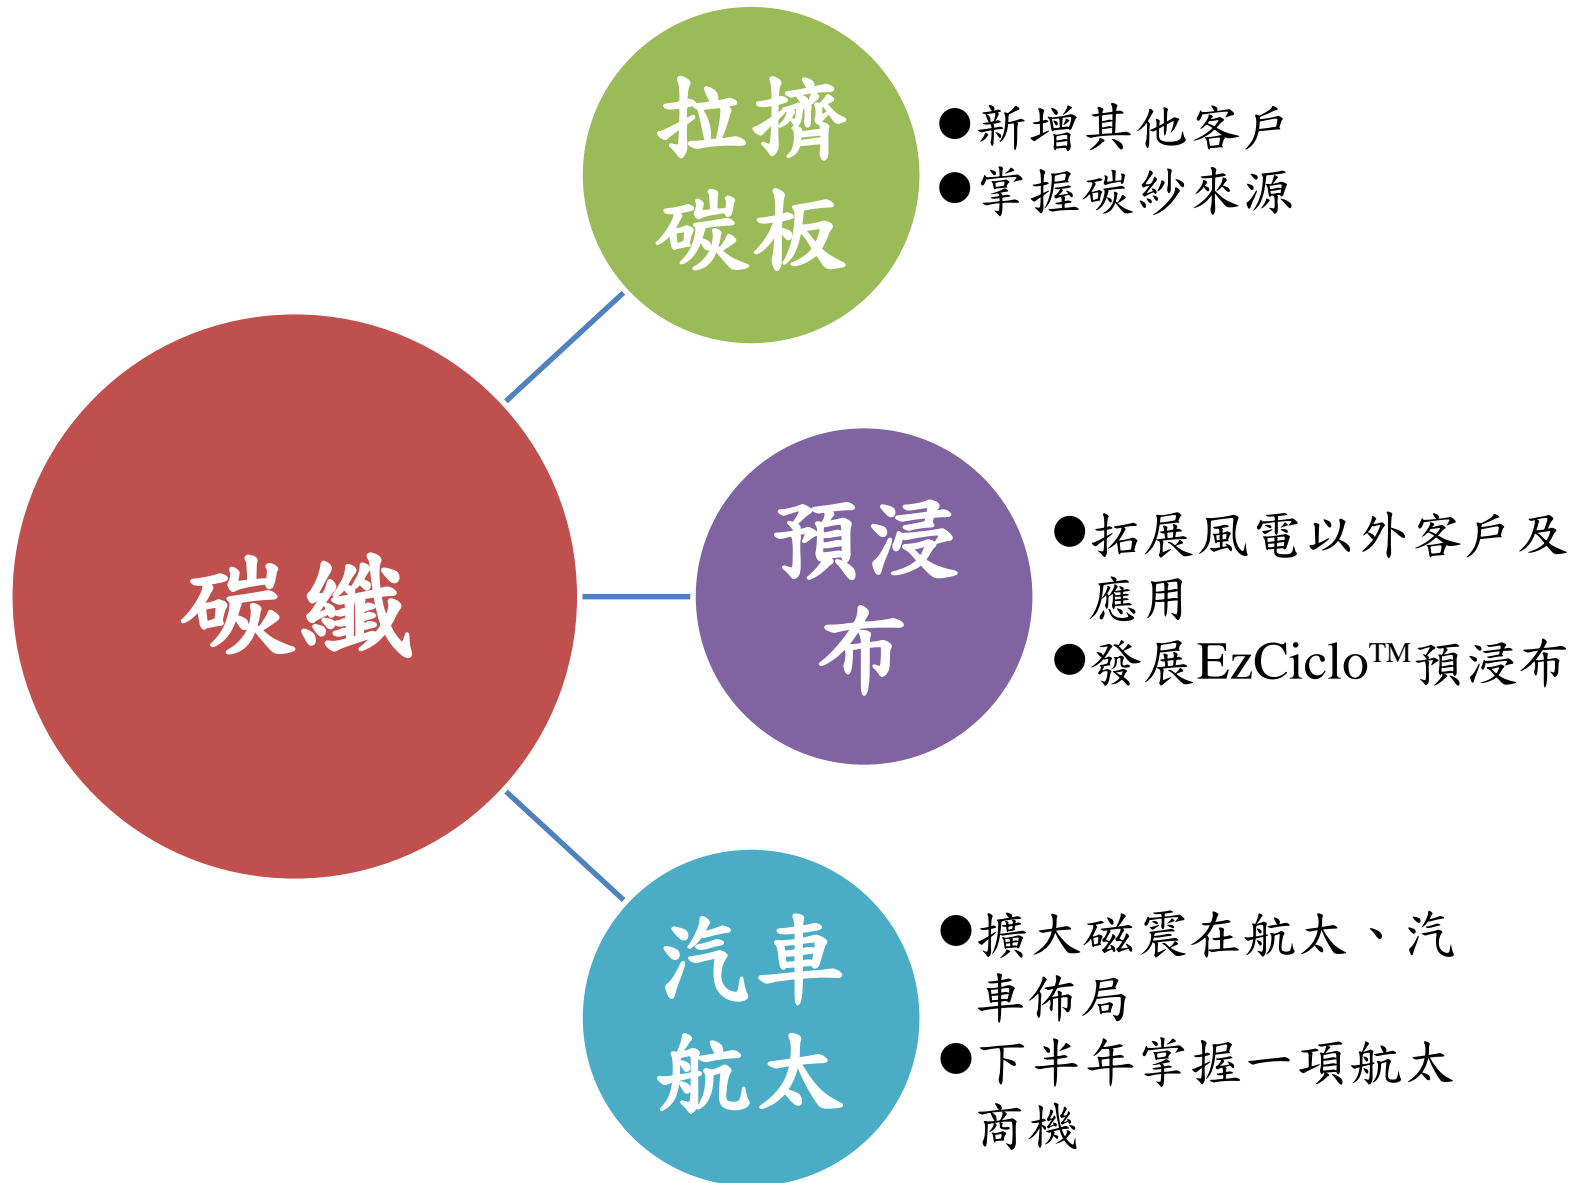 碳纖
拉擠
碳板
●新增其他客戶
●掌握碳紗來源
預浸
布
●拓展風電以外客戶及
應用
●發展EzCiclo™預浸布
汽車
航太
●擴大磁震在航太、汽
車佈局
●下半年掌握一項航太
商機